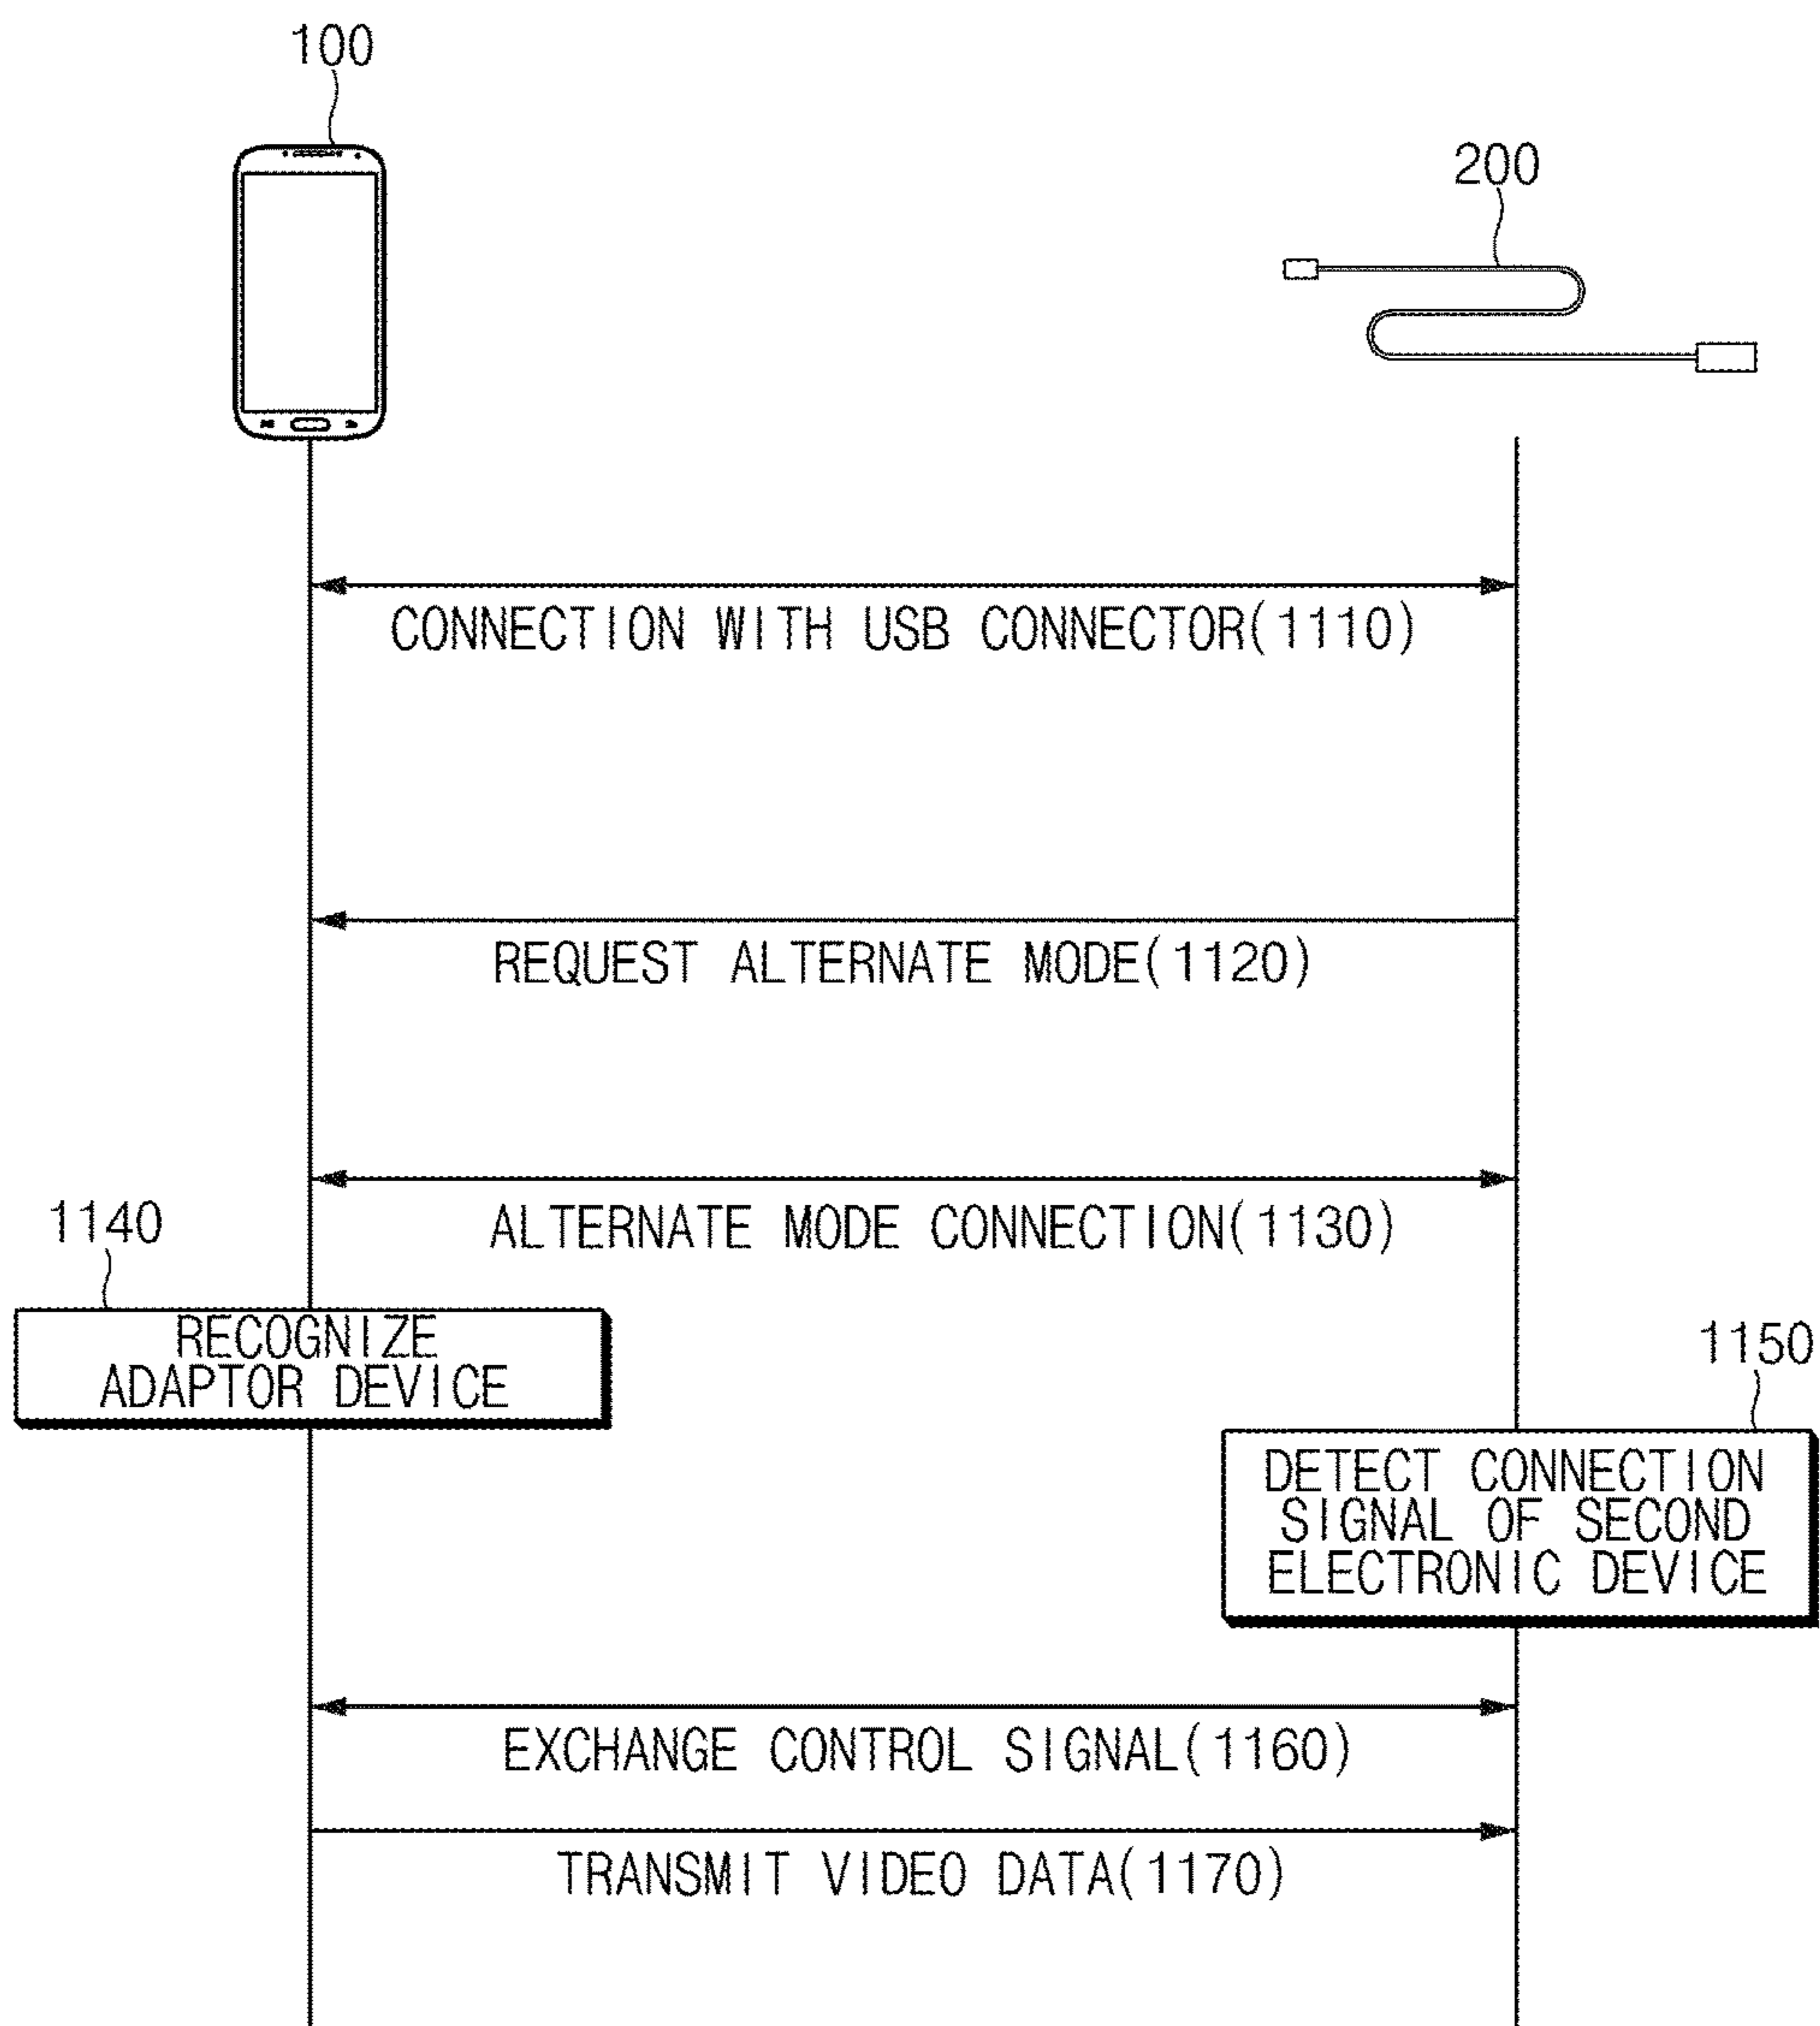 100
200
CONNECTION WITH USB CONNECTOR(1110)
REQUEST ALTERNATE MODE(1120)
ALTERNATE MODE CONNECTION(1130)
1140
RECOGNIZE
ADAPTOR DEVICE
1150
DETECT CONNECTION
SIGNAL OF SECOND
ELECTRONIC DEVICE
EXCHANGE CONTROL SIGNAL(1160)
TRANSMIT VIDEO DATA(1170)